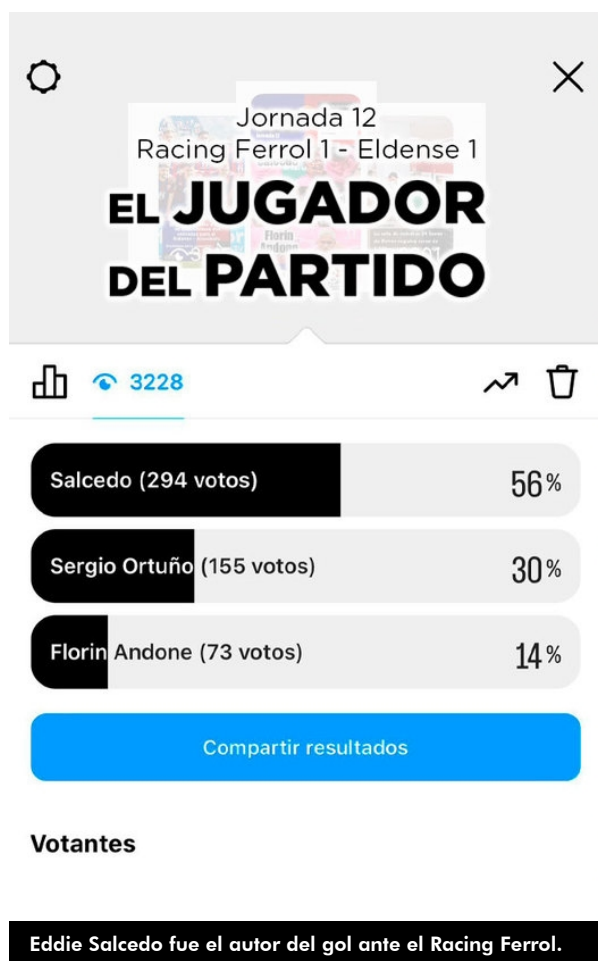 Jornada 12
Racing Ferrol 1 - Eldense 1
EL JUGADOR
DEL PARTIDO
Florin
Andone
3228
Salcedo (294 votos) 56%
Sergio Ortuño (155 votos) 30%
Florin Andone (73 votos) 14%
Compartir resultados
Votantes
Eddie Salcedo fue el autor del gol ante el Racing Ferrol.